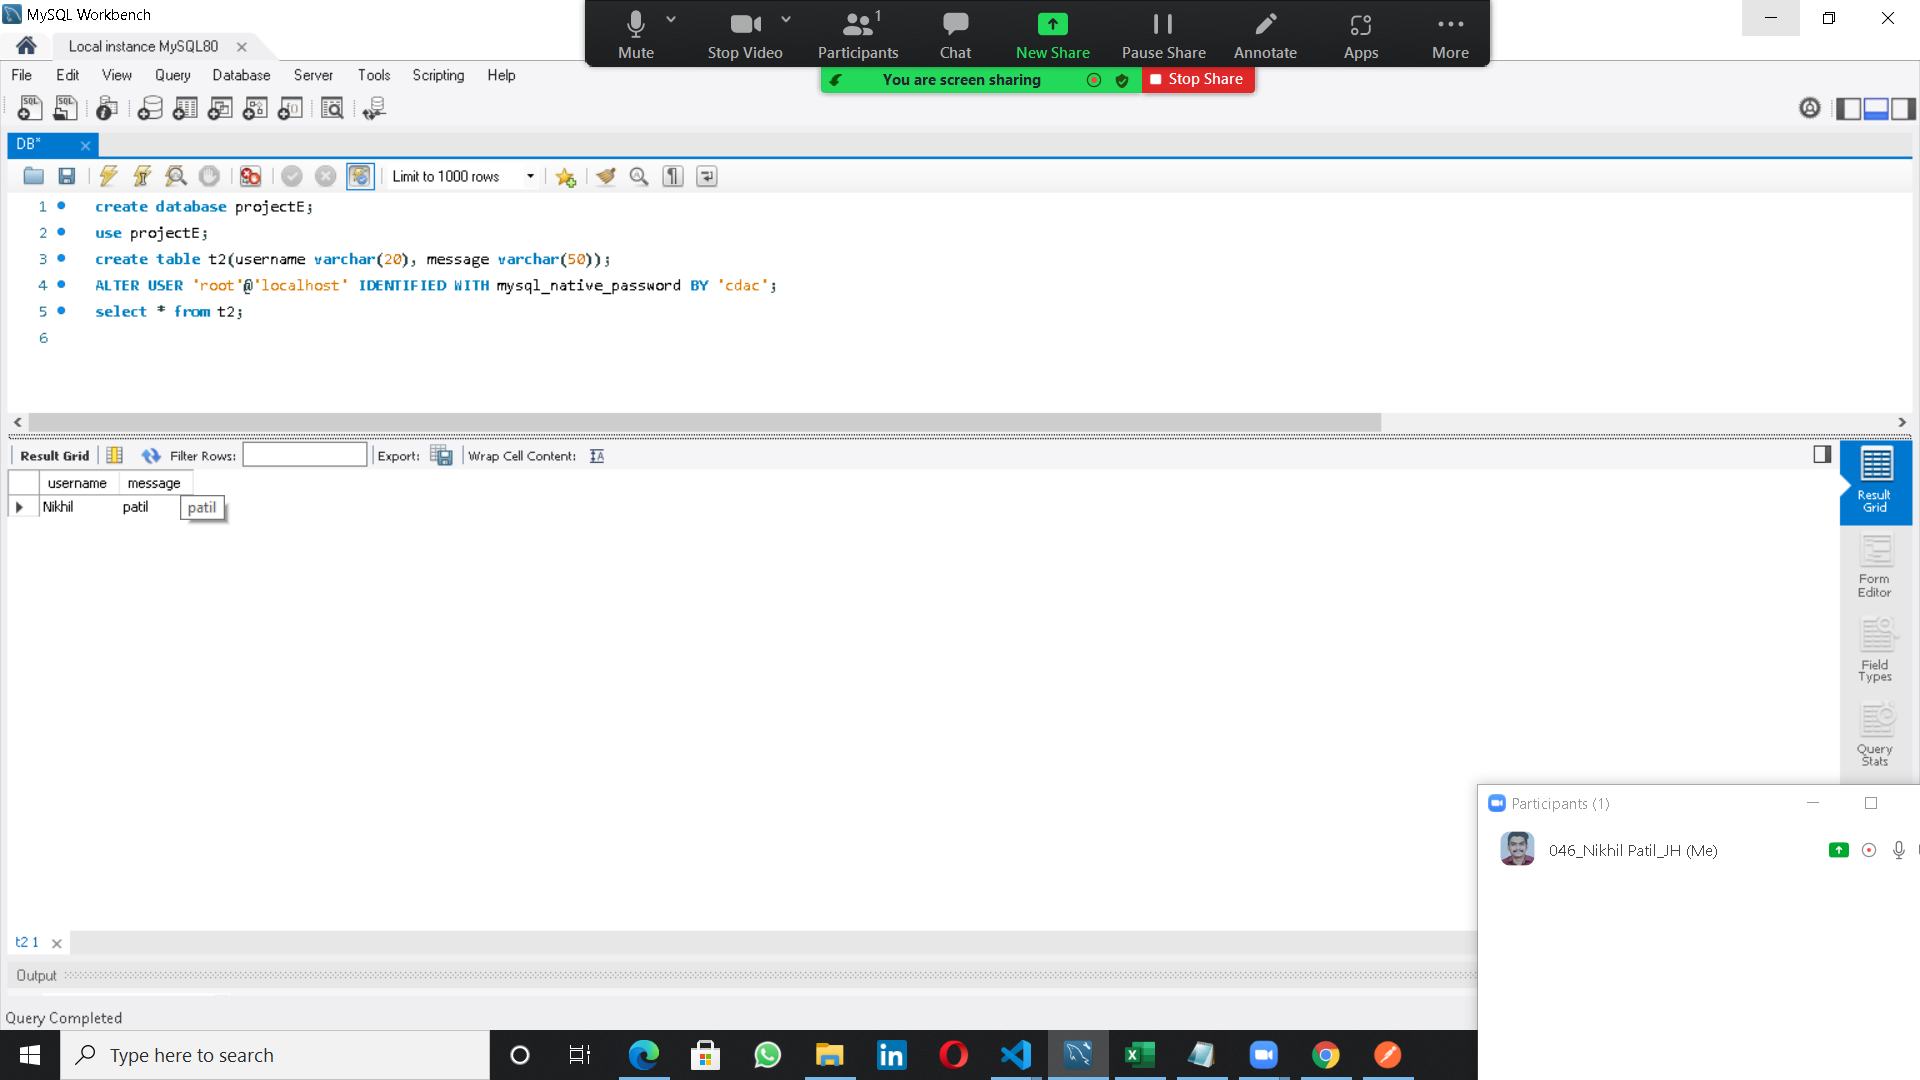 MySQL Workbench
Mute
Stop Video
1
Participants
Chat
New Share
Pause Share
Annotate
Apps
More
Local instance MySQL80
You are screen sharing
Stop Share
File Edit View Query Database Server Tools Scripting Help
DB*
Limit to 1000 rows
1 create database projectE;
2 use projectE;
3 create table t2(username varchar(20), message varchar(50));
4 ALTER USER 'root'@'localhost' IDENTIFIED WITH mysql_native_password BY 'cdac';
5 select * from t2;
6
Result Grid Filter Rows: Export: Wrap Cell Content:
username message
Nikhil patil
patil
Result
Grid
Form
Editor
Field
Types
Query
Stats
Participants (1)
046_Nikhil Patil_JH (Me)
t2 1
Output
Query Completed
Type here to search